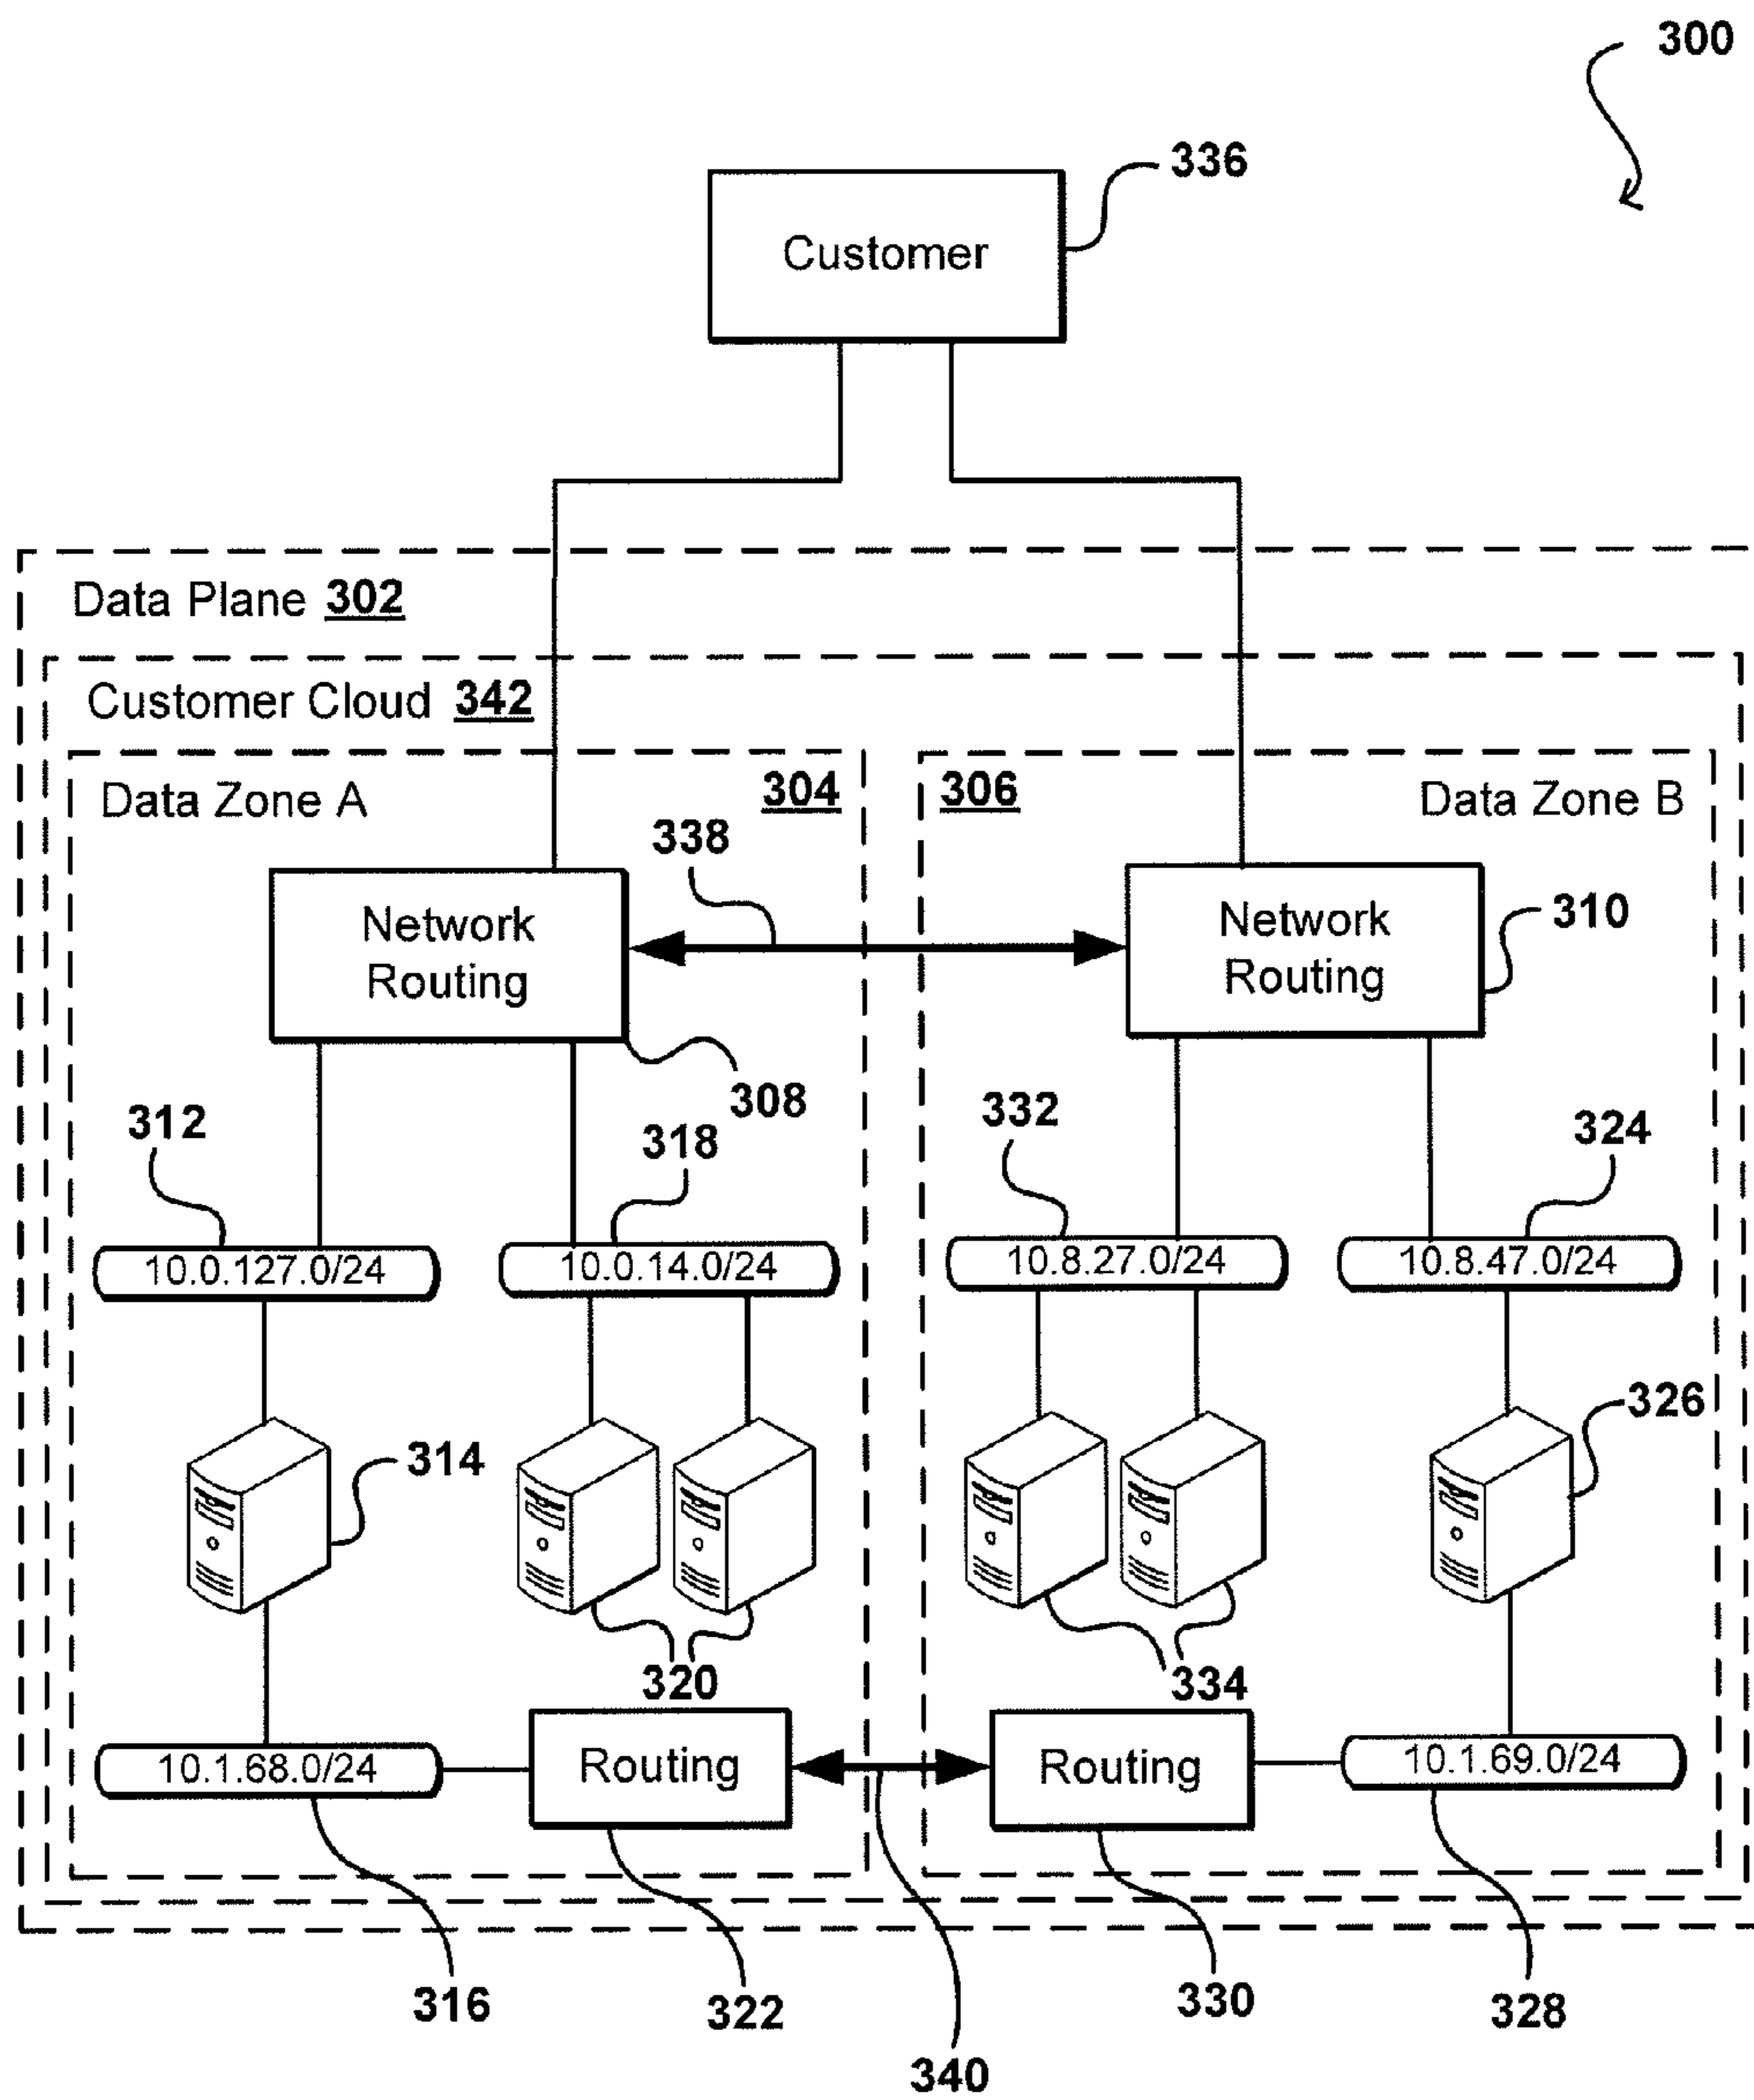 300
336
Customer
Data Plane 302
Customer Cloud 342
Data Zone A 304
306 Data Zone B
338
Network
Routing
Network
Routing
310
308
312
318
332
324
10.0.127.0/24
10.0.14.0/24
10.8.27.0/24
10.8.47.0/24
314
326
320
334
10.1.68.0/24
Routing
Routing
10.1.69.0/24
316
322
340
330
328